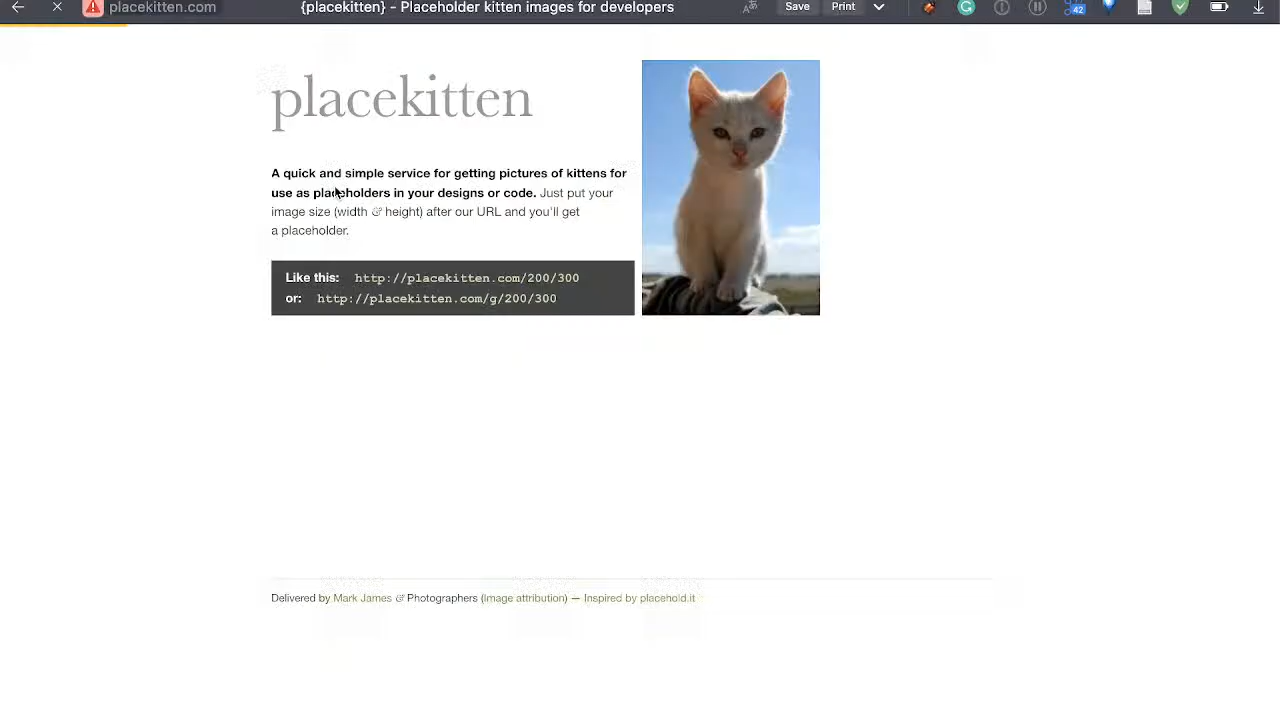 placekitten.com
{placekitten} - Placeholder kitten images for developers
Save
Print
42
placekitten
A quick and simple service for getting pictures of kittens for
use as placeholders in your designs or code. Just put your
image size (width & height) after our URL and you'll get
a placeholder.
Like this: http://placekitten.com/200/300
or: http://placekitten.com/g/200/300
Delivered by Mark James & Photographers (Image attribution) — Inspired by placehold.it